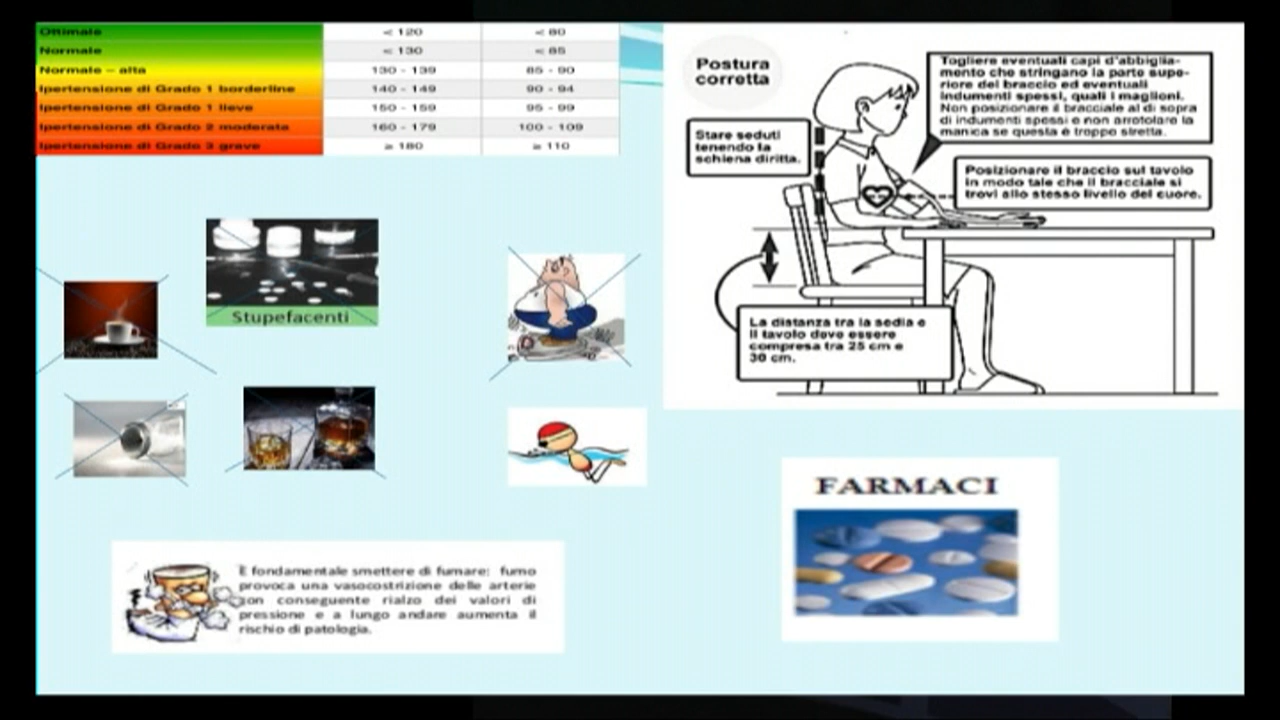 Ottimale < 120 < 80
Normale < 130 < 85
Normale – alta 130 - 139 85 - 90
Ipertensione di Grado 1 borderline 140 - 149 90 - 94
Ipertensione di Grado 1 lieve 150 - 159 95 - 99
Ipertensione di Grado 2 moderata 160 - 179 100 - 109
Ipertensione di Grado 3 grave ≥ 180 ≥ 110
Postura
corretta
Togliere eventuali capi d'abbiglia-
mento che stringano la parte supe-
riore del braccio ed eventuali
indumenti spessi, quali i maglioni.
Non posizionare il bracciale al di sopra
di indumenti spessi e non arrotolare la
manica se questa è troppo stretta.
Stare seduti
tenendo la
schiena diritta.
Posizionare il braccio sul tavolo
in modo tale che il bracciale si
trovi allo stesso livello del cuore.
La distanza tra la sedia e
il tavolo deve essere
compresa tra 25 cm e
30 cm.
Stupefacenti
FARMACI
È fondamentale smettere di fumare: fumo
provoca una vasocostrizione delle arterie
con conseguente rialzo dei valori di
pressione e a lungo andare aumenta il
rischio di patologia.